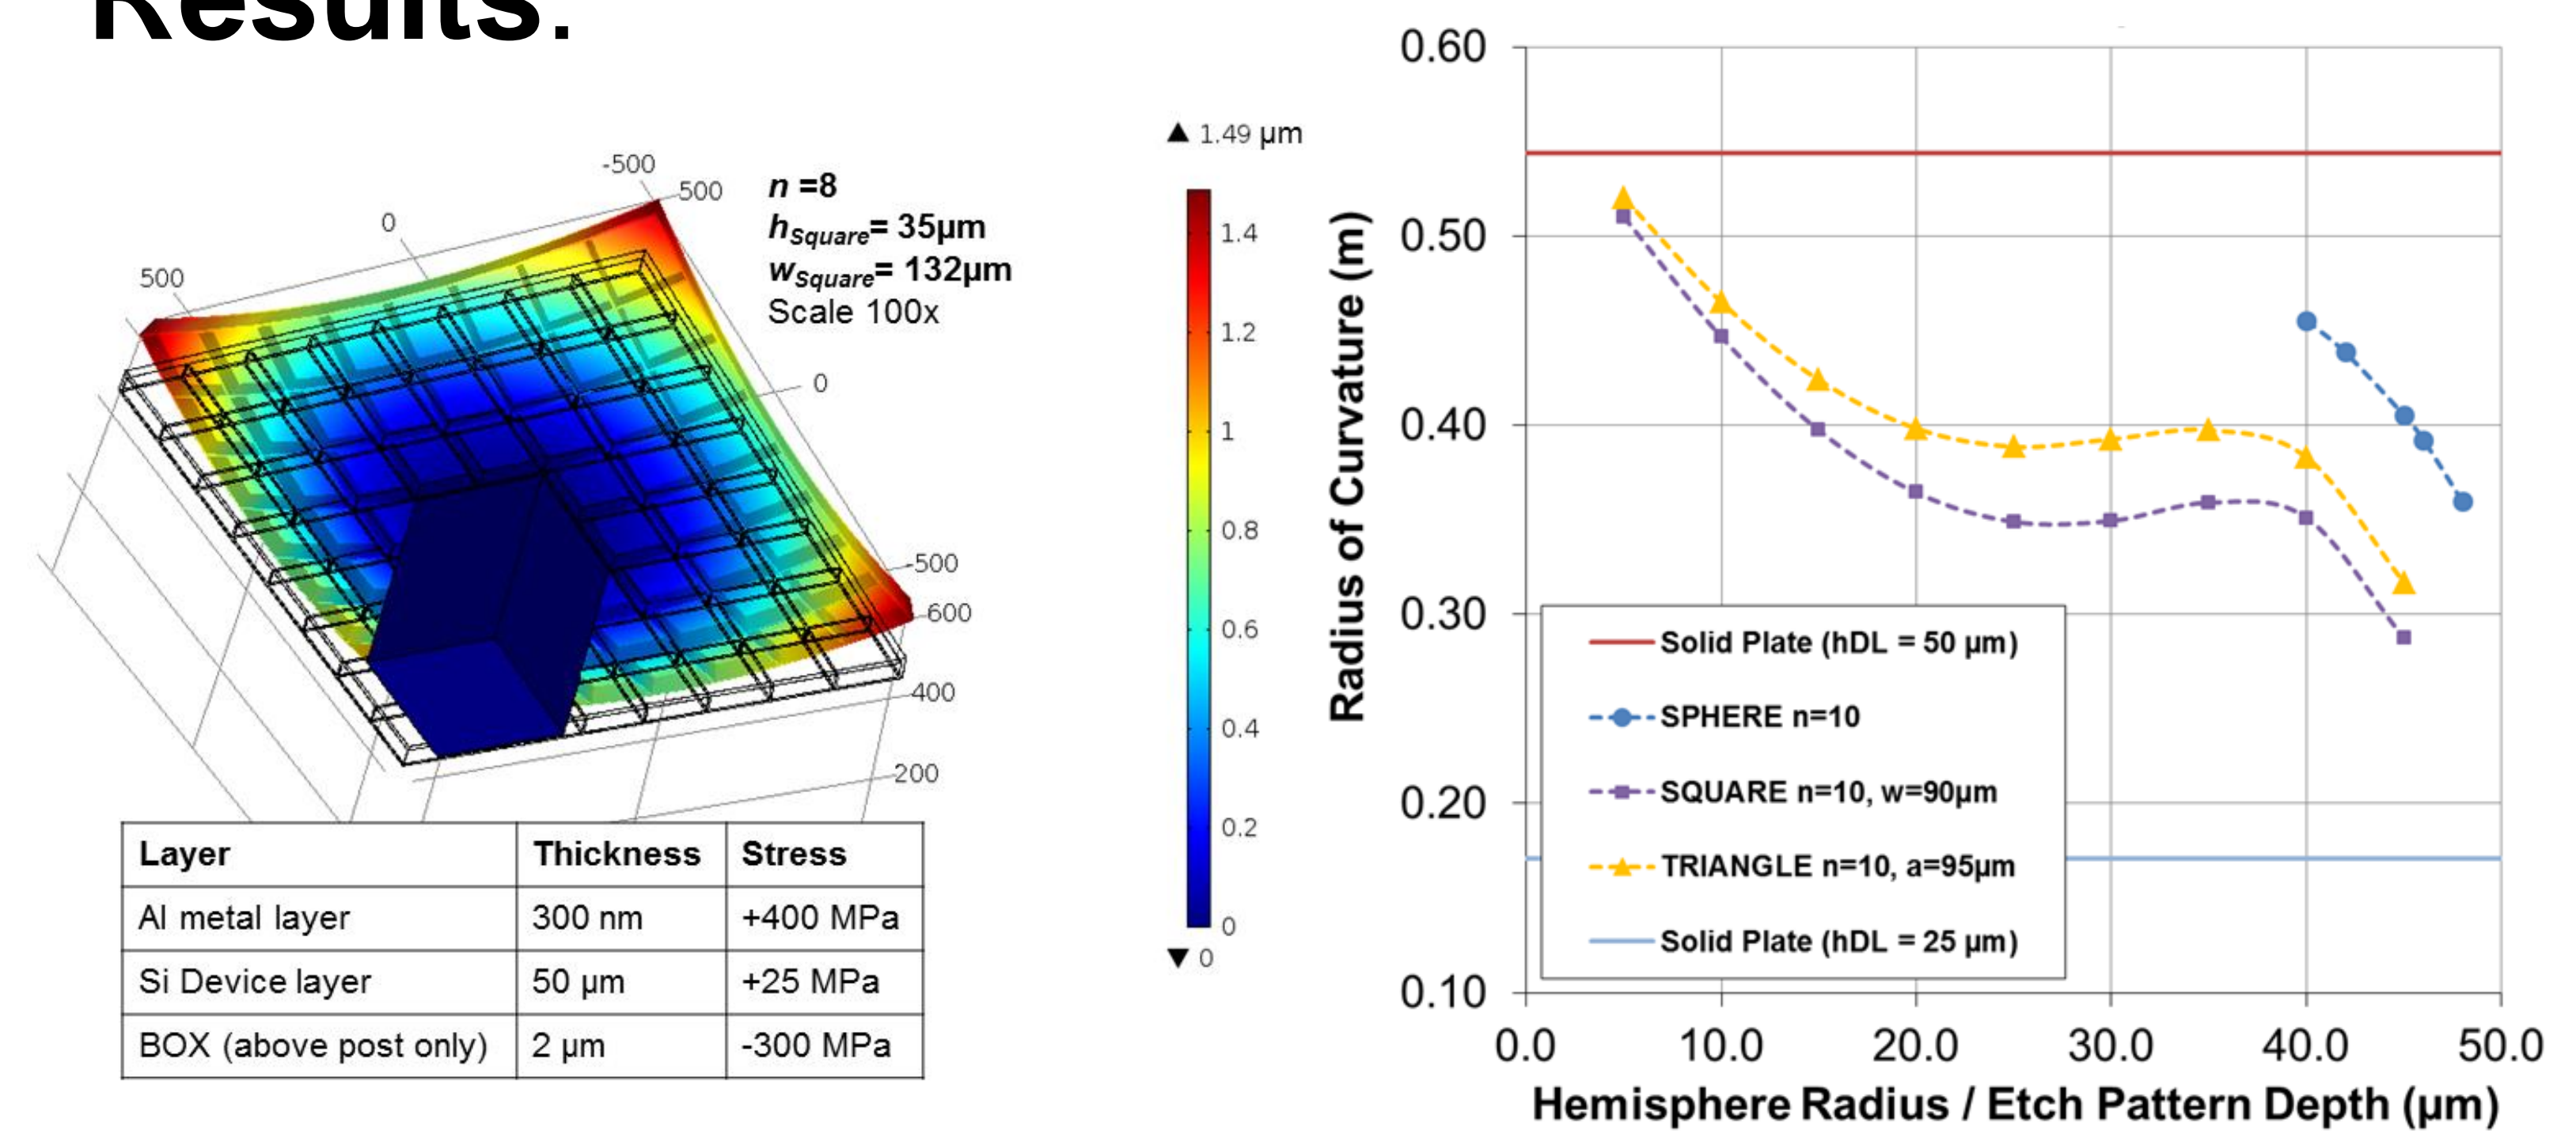 Results:
-500
500
0
500
n =8
hSquare= 35µm
wSquare= 132µm
Scale 100x
0
-500
600
400
200
▲ 1.49 µm
1.4
1.2
1
0.8
0.6
0.4
0.2
0
▼ 0
Layer Thickness Stress
Al metal layer 300 nm +400 MPa
Si Device layer 50 µm +25 MPa
BOX (above post only) 2 µm -300 MPa
Radius of Curvature (m)
0.60
0.50
0.40
0.30
0.20
0.10
Solid Plate (hDL = 50 µm)
SPHERE n=10
SQUARE n=10, w=90µm
TRIANGLE n=10, a=95µm
Solid Plate (hDL = 25 µm)
0.0 10.0 20.0 30.0 40.0 50.0
Hemisphere Radius / Etch Pattern Depth (µm)